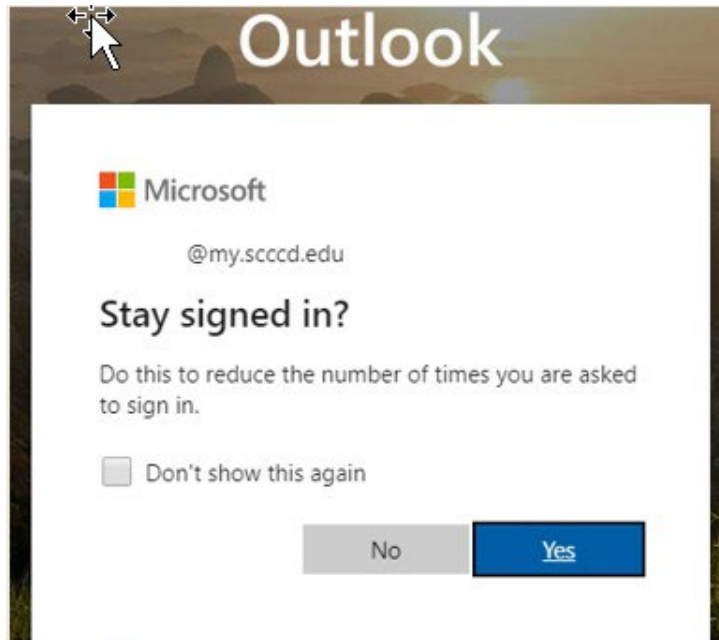 Outlook
Microsoft
@my.scccd.edu
Stay signed in?
Do this to reduce the number of times you are asked
to sign in.
Don't show this again
No Yes